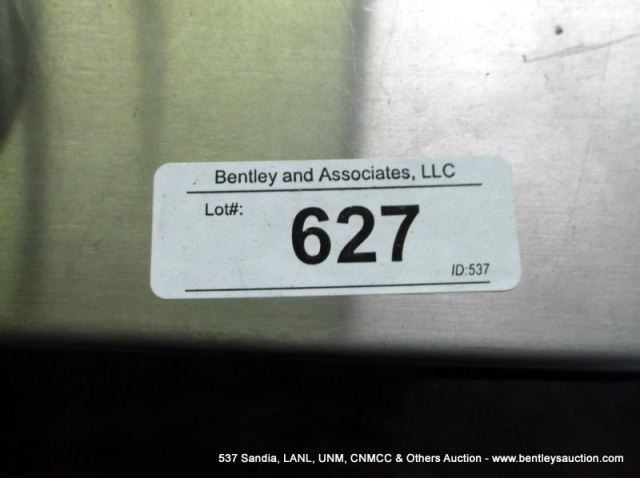 Bentley and Associates, LLC
Lot#:
627
ID:537
537 Sandia, LANL, UNM, CNMCC & Others Auction - www.bentleysauction.com